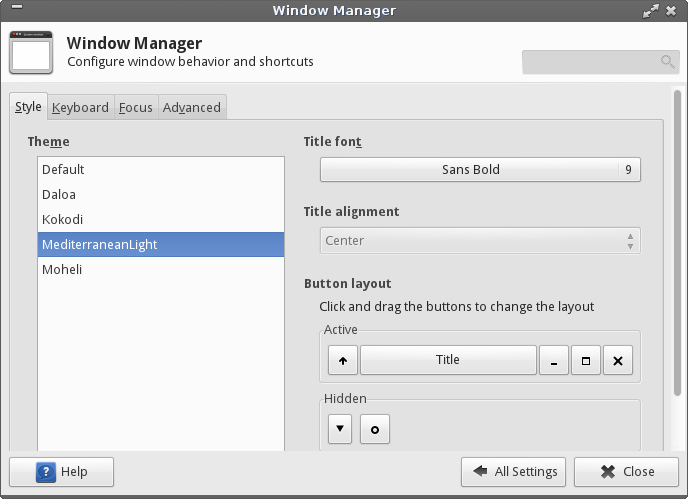 Window Manager
Window Manager
Configure window behavior and shortcuts
Style Keyboard Focus Advanced
Theme
Default
Daloa
Kokodi
MediterraneanLight
Moheli
Title font
Sans Bold 9
Title alignment
Center
Button layout
Click and drag the buttons to change the layout
Active
Title
Hidden
? Help
All Settings
Close